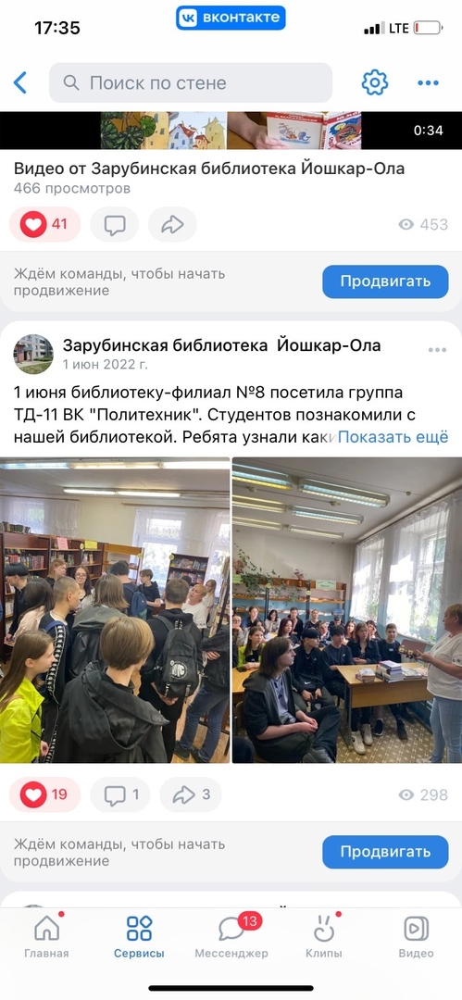 17:35
вконтакте
LTE
Поиск по стене
0:34
Видео от Зарубинская библиотека Йошкар-Ола
466 просмотров
41
453
Ждём команды, чтобы начать
продвижение
Продвигать
Зарубинская библиотека Йошкар-Ола
1 июн 2022 г.
1 июня библиотеку-филиал №8 посетила группа
ТД-11 ВК "Политехник". Студентов познакомили с
нашей библиотекой. Ребята узнали каки Показать ещё
19
1
3
298
Ждём команды, чтобы начать
продвижение
Продвигать
13
Главная
Сервисы
Мессенджер
Клипы
Видео